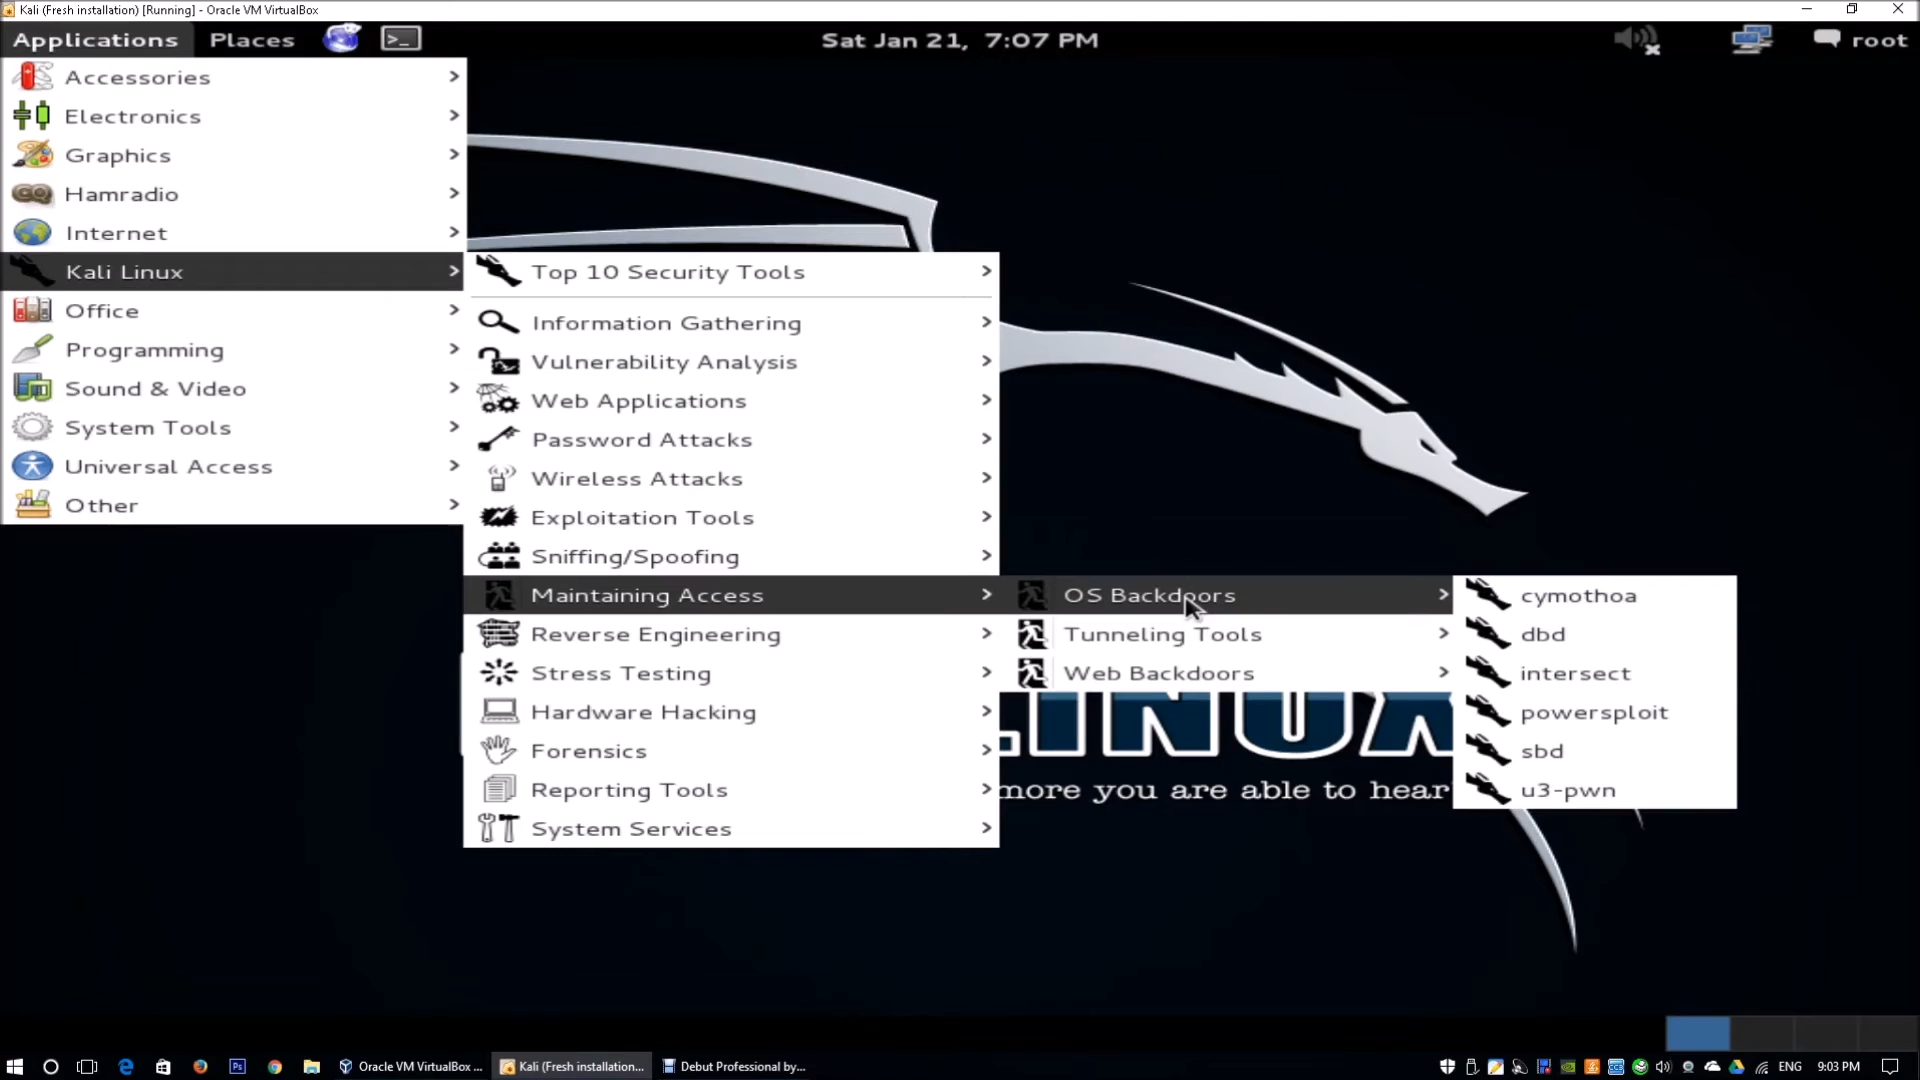 Kali (Fresh installation) [Running] - Oracle VM VirtualBox
Applications Places Sat Jan 21, 7:07 PM root
Accessories
Electronics
Graphics
Hamradio
Internet
Kali Linux
Office
Programming
Sound & Video
System Tools
Universal Access
Other
Top 10 Security Tools
Information Gathering
Vulnerability Analysis
Web Applications
Password Attacks
Wireless Attacks
Exploitation Tools
Sniffing/Spoofing
Maintaining Access
Reverse Engineering
Stress Testing
Hardware Hacking
Forensics
Reporting Tools
System Services
OS Backdoors
Tunneling Tools
Web Backdoors
cymothoa
dbd
intersect
powersploit
sbd
u3-pwn
LINUX
more you are able to hear
Oracle VM VirtualBox ... Kali (Fresh installation... Debut Professional by... ENG 9:03 PM